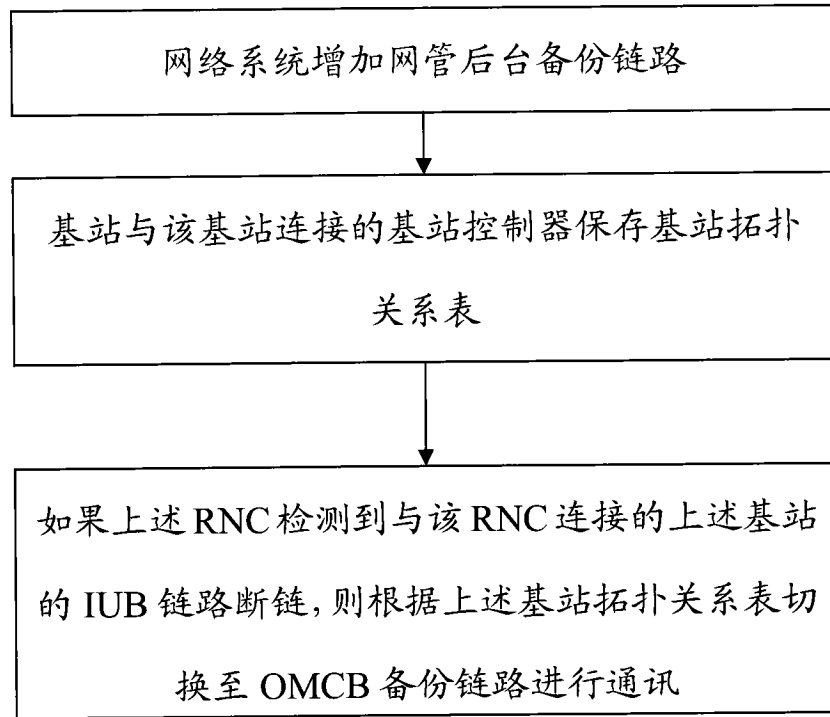 网络系统增加网管后台备份链路
基站与该基站连接的基站控制器保存基站拓扑
关系表
如果上述RNC检测到与该RNC连接的上述基站
的IUB链路断链,则根据上述基站拓扑关系表切
换至OMCB备份链路进行通讯